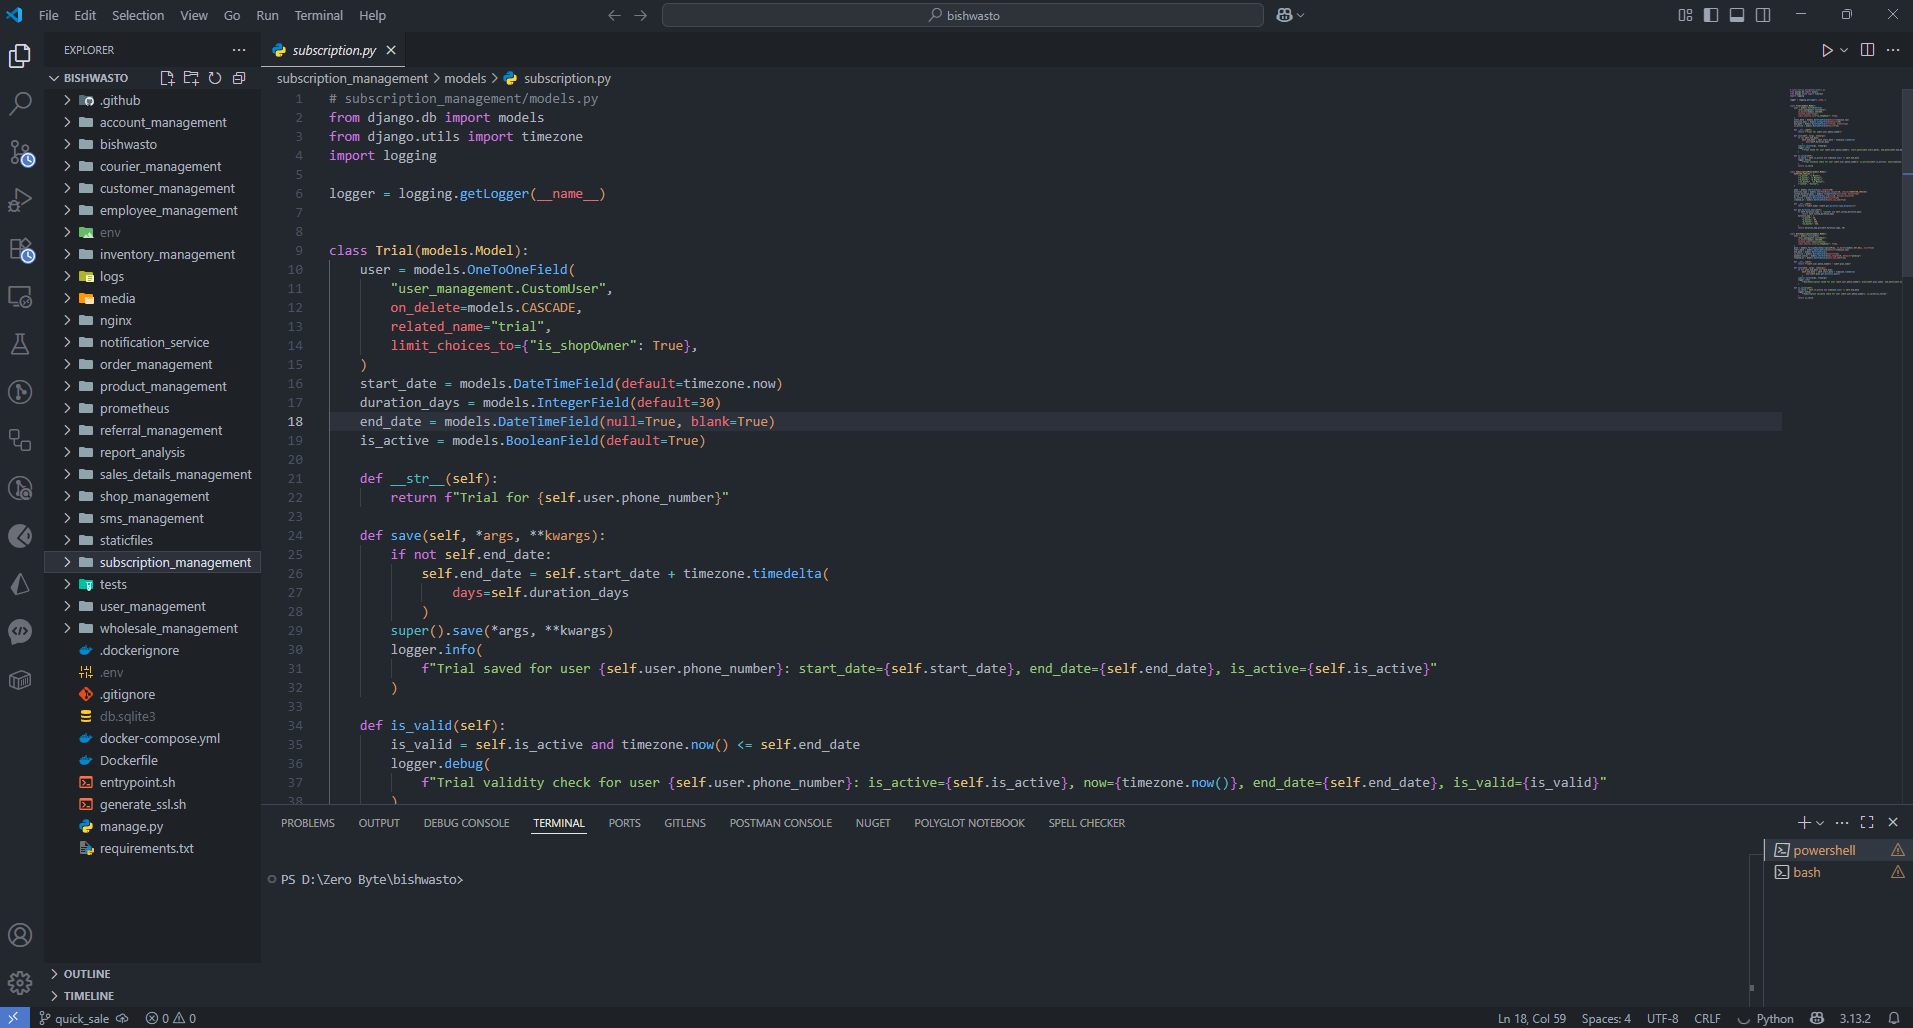 File Edit Selection View Go Run Terminal Help
bishwasto
EXPLORER
BISHWASTO
.github
account_management
bishwasto
courier_management
customer_management
employee_management
env
inventory_management
logs
media
nginx
notification_service
order_management
product_management
prometheus
referral_management
report_analysis
sales_details_management
shop_management
sms_management
staticfiles
subscription_management
tests
user_management
wholesale_management
.dockerignore
.env
.gitignore
db.sqlite3
docker-compose.yml
Dockerfile
entrypoint.sh
generate_ssl.sh
manage.py
requirements.txt
OUTLINE
TIMELINE
subscription.py
subscription_management > models > subscription.py
1 # subscription_management/models.py
2 from django.db import models
3 from django.utils import timezone
4 import logging
5
6 logger = logging.getLogger(__name__)
7
8
9 class Trial(models.Model):
10 user = models.OneToOneField(
11 "user_management.CustomUser",
12 on_delete=models.CASCADE,
13 related_name="trial",
14 limit_choices_to={"is_shopOwner": True},
15 )
16 start_date = models.DateTimeField(default=timezone.now)
17 duration_days = models.IntegerField(default=30)
18 end_date = models.DateTimeField(null=True, blank=True)
19 is_active = models.BooleanField(default=True)
20
21 def __str__(self):
22 return f"Trial for {self.user.phone_number}"
23
24 def save(self, *args, **kwargs):
25 if not self.end_date:
26 self.end_date = self.start_date + timezone.timedelta(
27 days=self.duration_days
28 )
29 super().save(*args, **kwargs)
30 logger.info(
31 f"Trial saved for user {self.user.phone_number}: start_date={self.start_date}, end_date={self.end_date}, is_active={self.is_active}"
32 )
33
34 def is_valid(self):
35 is_valid = self.is_active and timezone.now() <= self.end_date
36 logger.debug(
37 f"Trial validity check for user {self.user.phone_number}: is_active={self.is_active}, now={timezone.now()}, end_date={self.end_date}, is_valid={is_valid}"
38 )
PROBLEMS OUTPUT DEBUG CONSOLE TERMINAL PORTS GITLENS POSTMAN CONSOLE NUGET POLYGLOT NOTEBOOK SPELL CHECKER
PS D:\Zero Byte\bishwasto>
powershell
bash
quick_sale 0 0 Ln 18, Col 59 Spaces: 4 UTF-8 CRLF Python 3.13.2